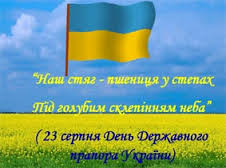 “Наш стяг - пшениця у степах
Під голубим склепінням неба”
( 23 серпня День Державного
прапора України)